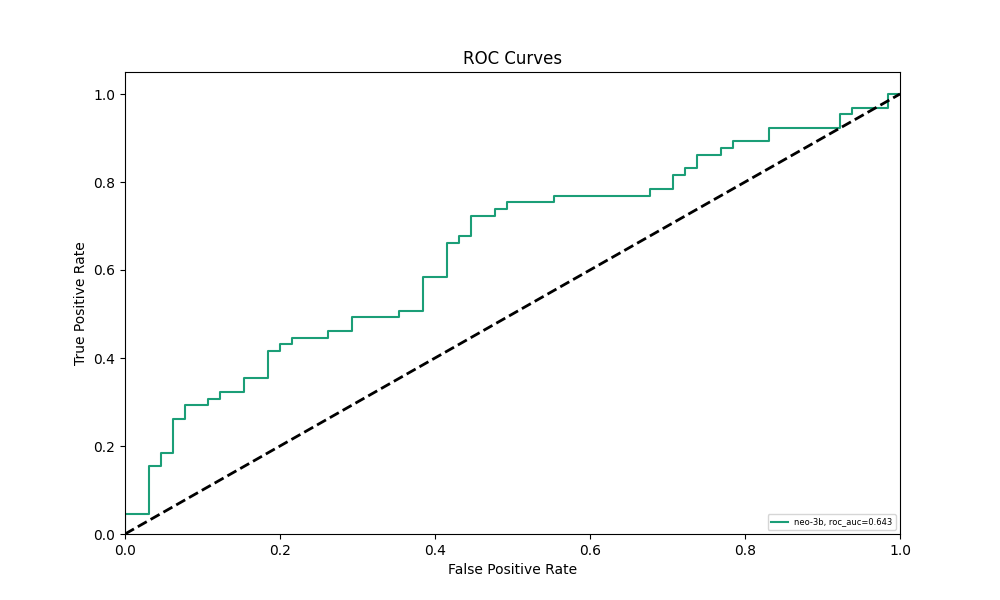 ROC Curves
True Positive Rate
1.0
0.8
0.6
0.4
0.2
0.0
0.0 0.2 0.4 0.6 0.8 1.0
False Positive Rate
neo-3b, roc_auc=0.643